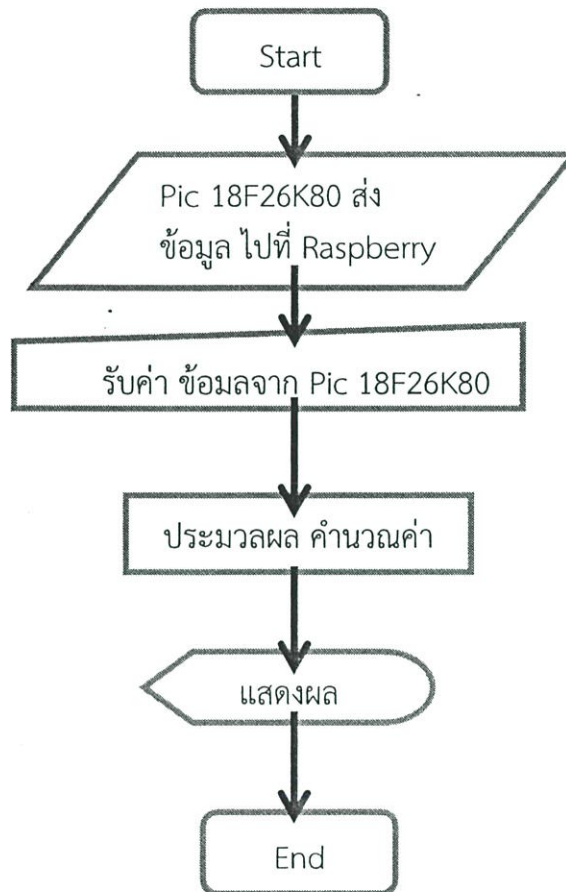 Start
Pic 18F26K80 ส่ง
ข้อมูล ไปที่ Raspberry
รับค่า ข้อมลจาก Pic 18F26K80
ประมวลผล คำนวณค่า
แสดงผล
End